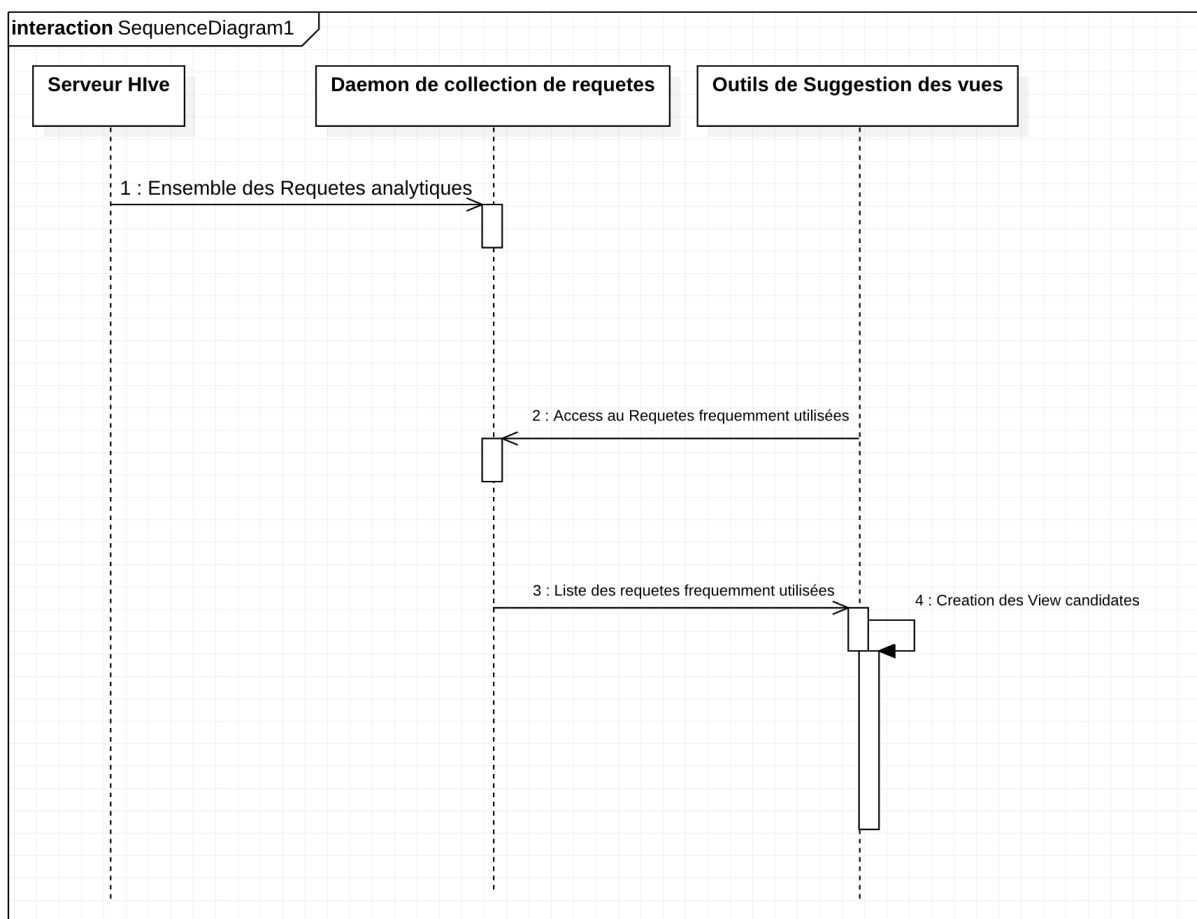 interaction SequenceDiagram1
Serveur HIve
Daemon de collection de requetes
Outils de Suggestion des vues
1 : Ensemble des Requetes analytiques
2 : Access au Requetes frequemment utilisées
3 : Liste des requetes frequemment utilisées
4 : Creation des View candidates